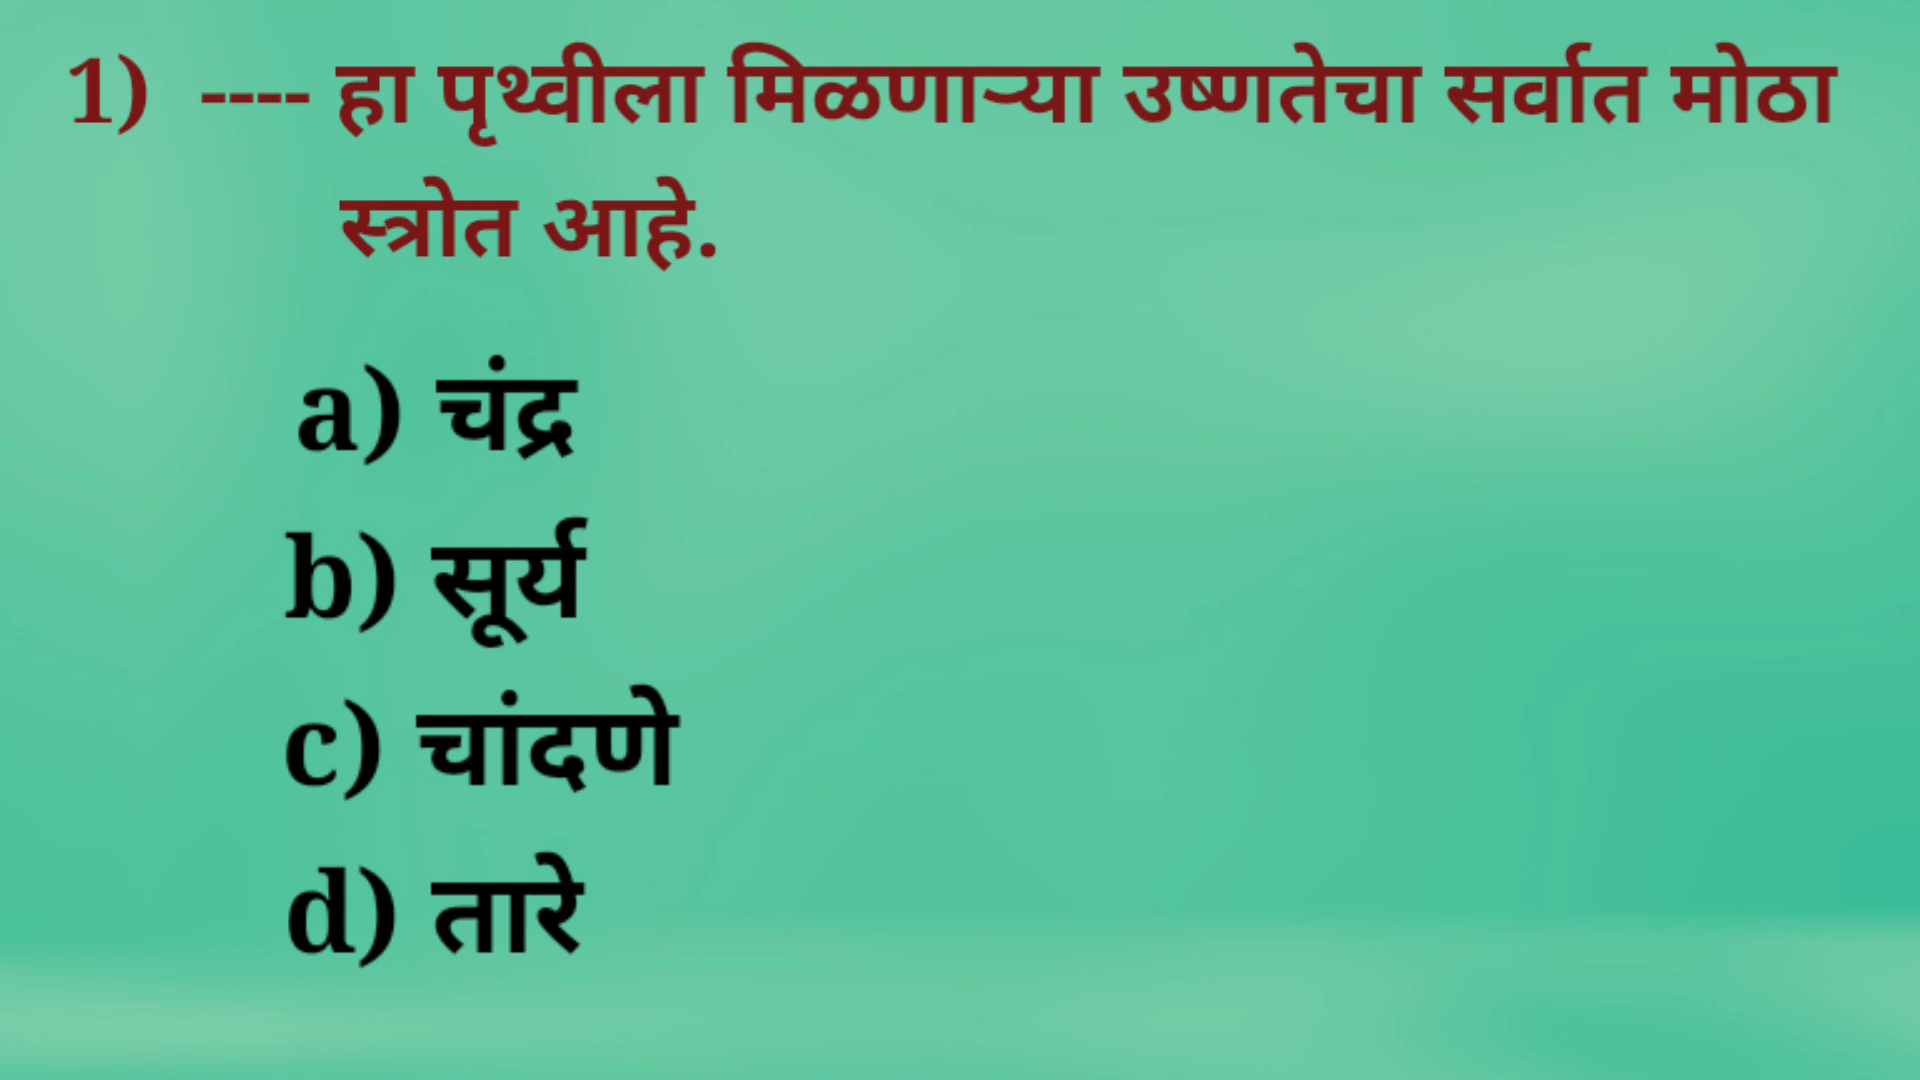 1) ---- हा पृथ्वीला मिळणाऱ्या उष्णतेचा सर्वात मोठा
स्त्रोत आहे.
a) चंद्र
b) सूर्य
c) चांदणे
d) तारे